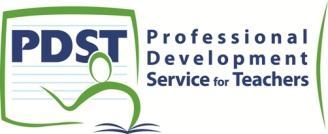 PDST
Professional
Development
Service for Teachers